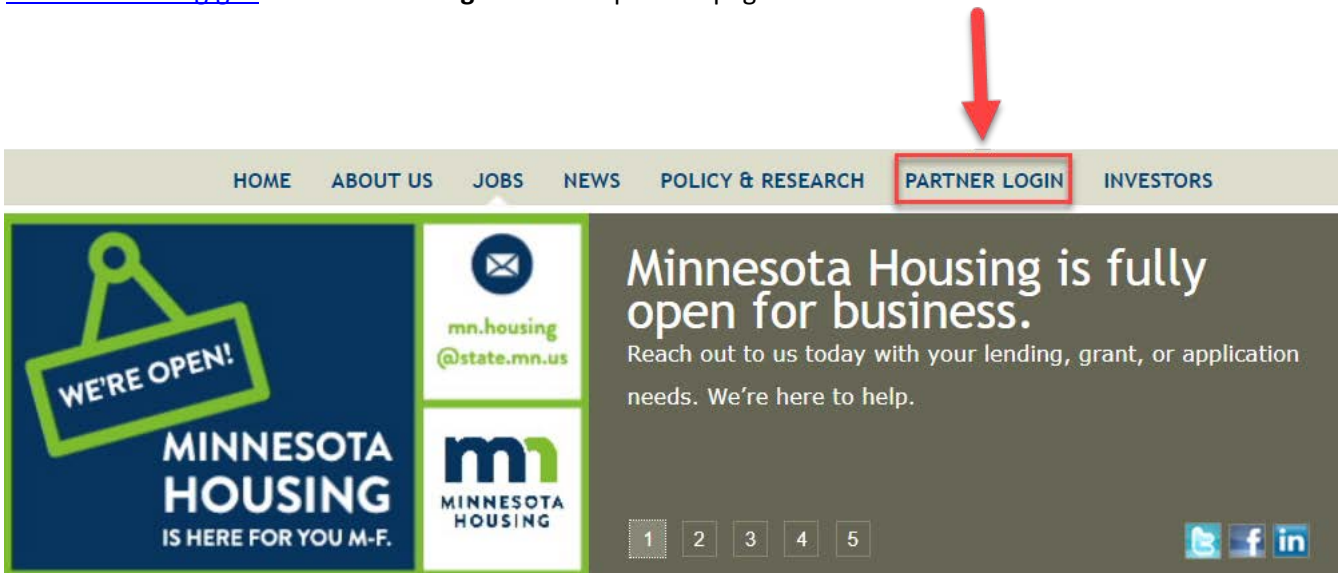 HOME ABOUT US JOBS NEWS POLICY & RESEARCH PARTNER LOGIN INVESTORS
WE'RE OPEN!
MINNESOTA
HOUSING
IS HERE FOR YOU M-F.
mn.housing
@state.mn.us
MINNESOTA
HOUSING
Minnesota Housing is fully
open for business.
Reach out to us today with your lending, grant, or application
needs. We’re here to help.
1 2 3 4 5